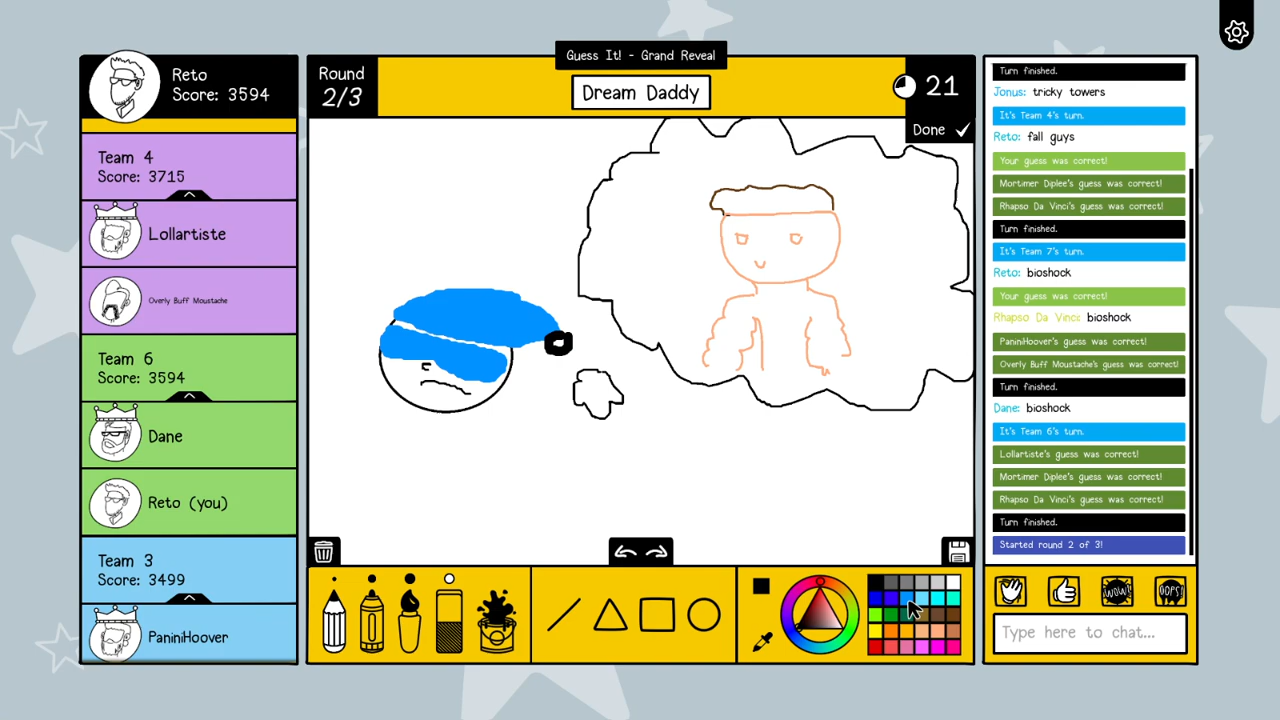 Guess It! - Grand Reveal
Reto
Score: 3594
Round
2/3
Dream Daddy
21
Done
Team 4
Score: 3715
Lollartiste
Overly Buff Moustache
Team 6
Score: 3594
Dane
Reto (you)
Team 3
Score: 3499
PaniniHoover
Turn finished.
Jonus: tricky towers
It's Team 4's turn.
Reto: fall guys
Your guess was correct!
Mortimer Diplee's guess was correct!
Rhapso Da Vinci's guess was correct!
Turn finished.
It's Team 7's turn.
Reto: bioshock
Your guess was correct!
Rhapso Da Vinci: bioshock
PaniniHoover's guess was correct!
Overly Buff Moustache's guess was correct!
Turn finished.
Dane: bioshock
It's Team 6's turn.
Lollartiste's guess was correct!
Mortimer Diplee's guess was correct!
Rhapso Da Vinci's guess was correct!
Turn finished.
Started round 2 of 3!
WOW!
OOPS!
Type here to chat...